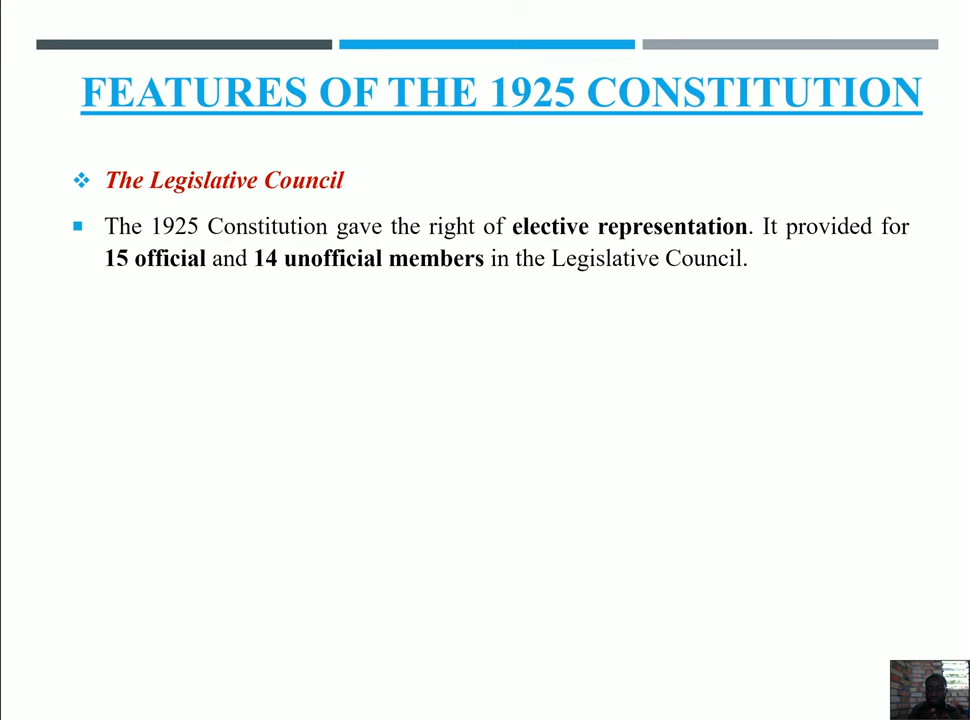 FEATURES OF THE 1925 CONSTITUTION
The Legislative Council
The 1925 Constitution gave the right of elective representation. It provided for
15 official and 14 unofficial members in the Legislative Council.